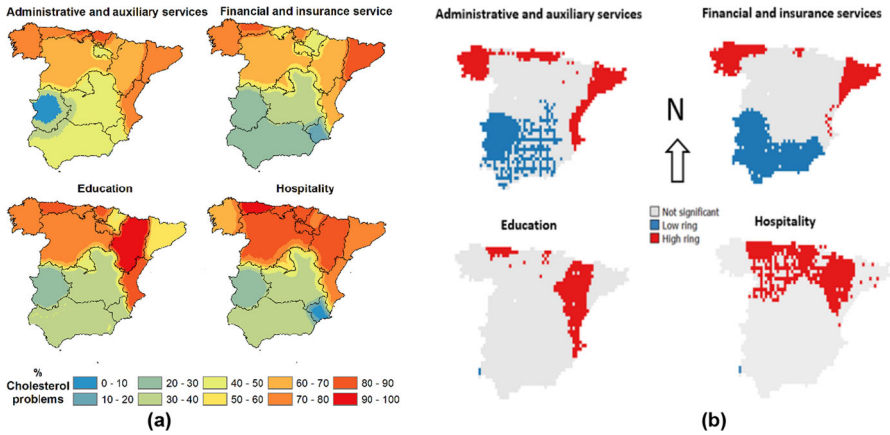 Administrative and auxiliary services
Financial and insurance service
Education
Hospitality
%
Cholesterol
problems
0 - 10
20 - 30
40 - 50
60 - 70
80 - 90
10 - 20
30 - 40
50 - 60
70 - 80
90 - 100
(a)
Administrative and auxiliary services
Financial and insurance services
N
Not significant
Low ring
High ring
Education
Hospitality
(b)